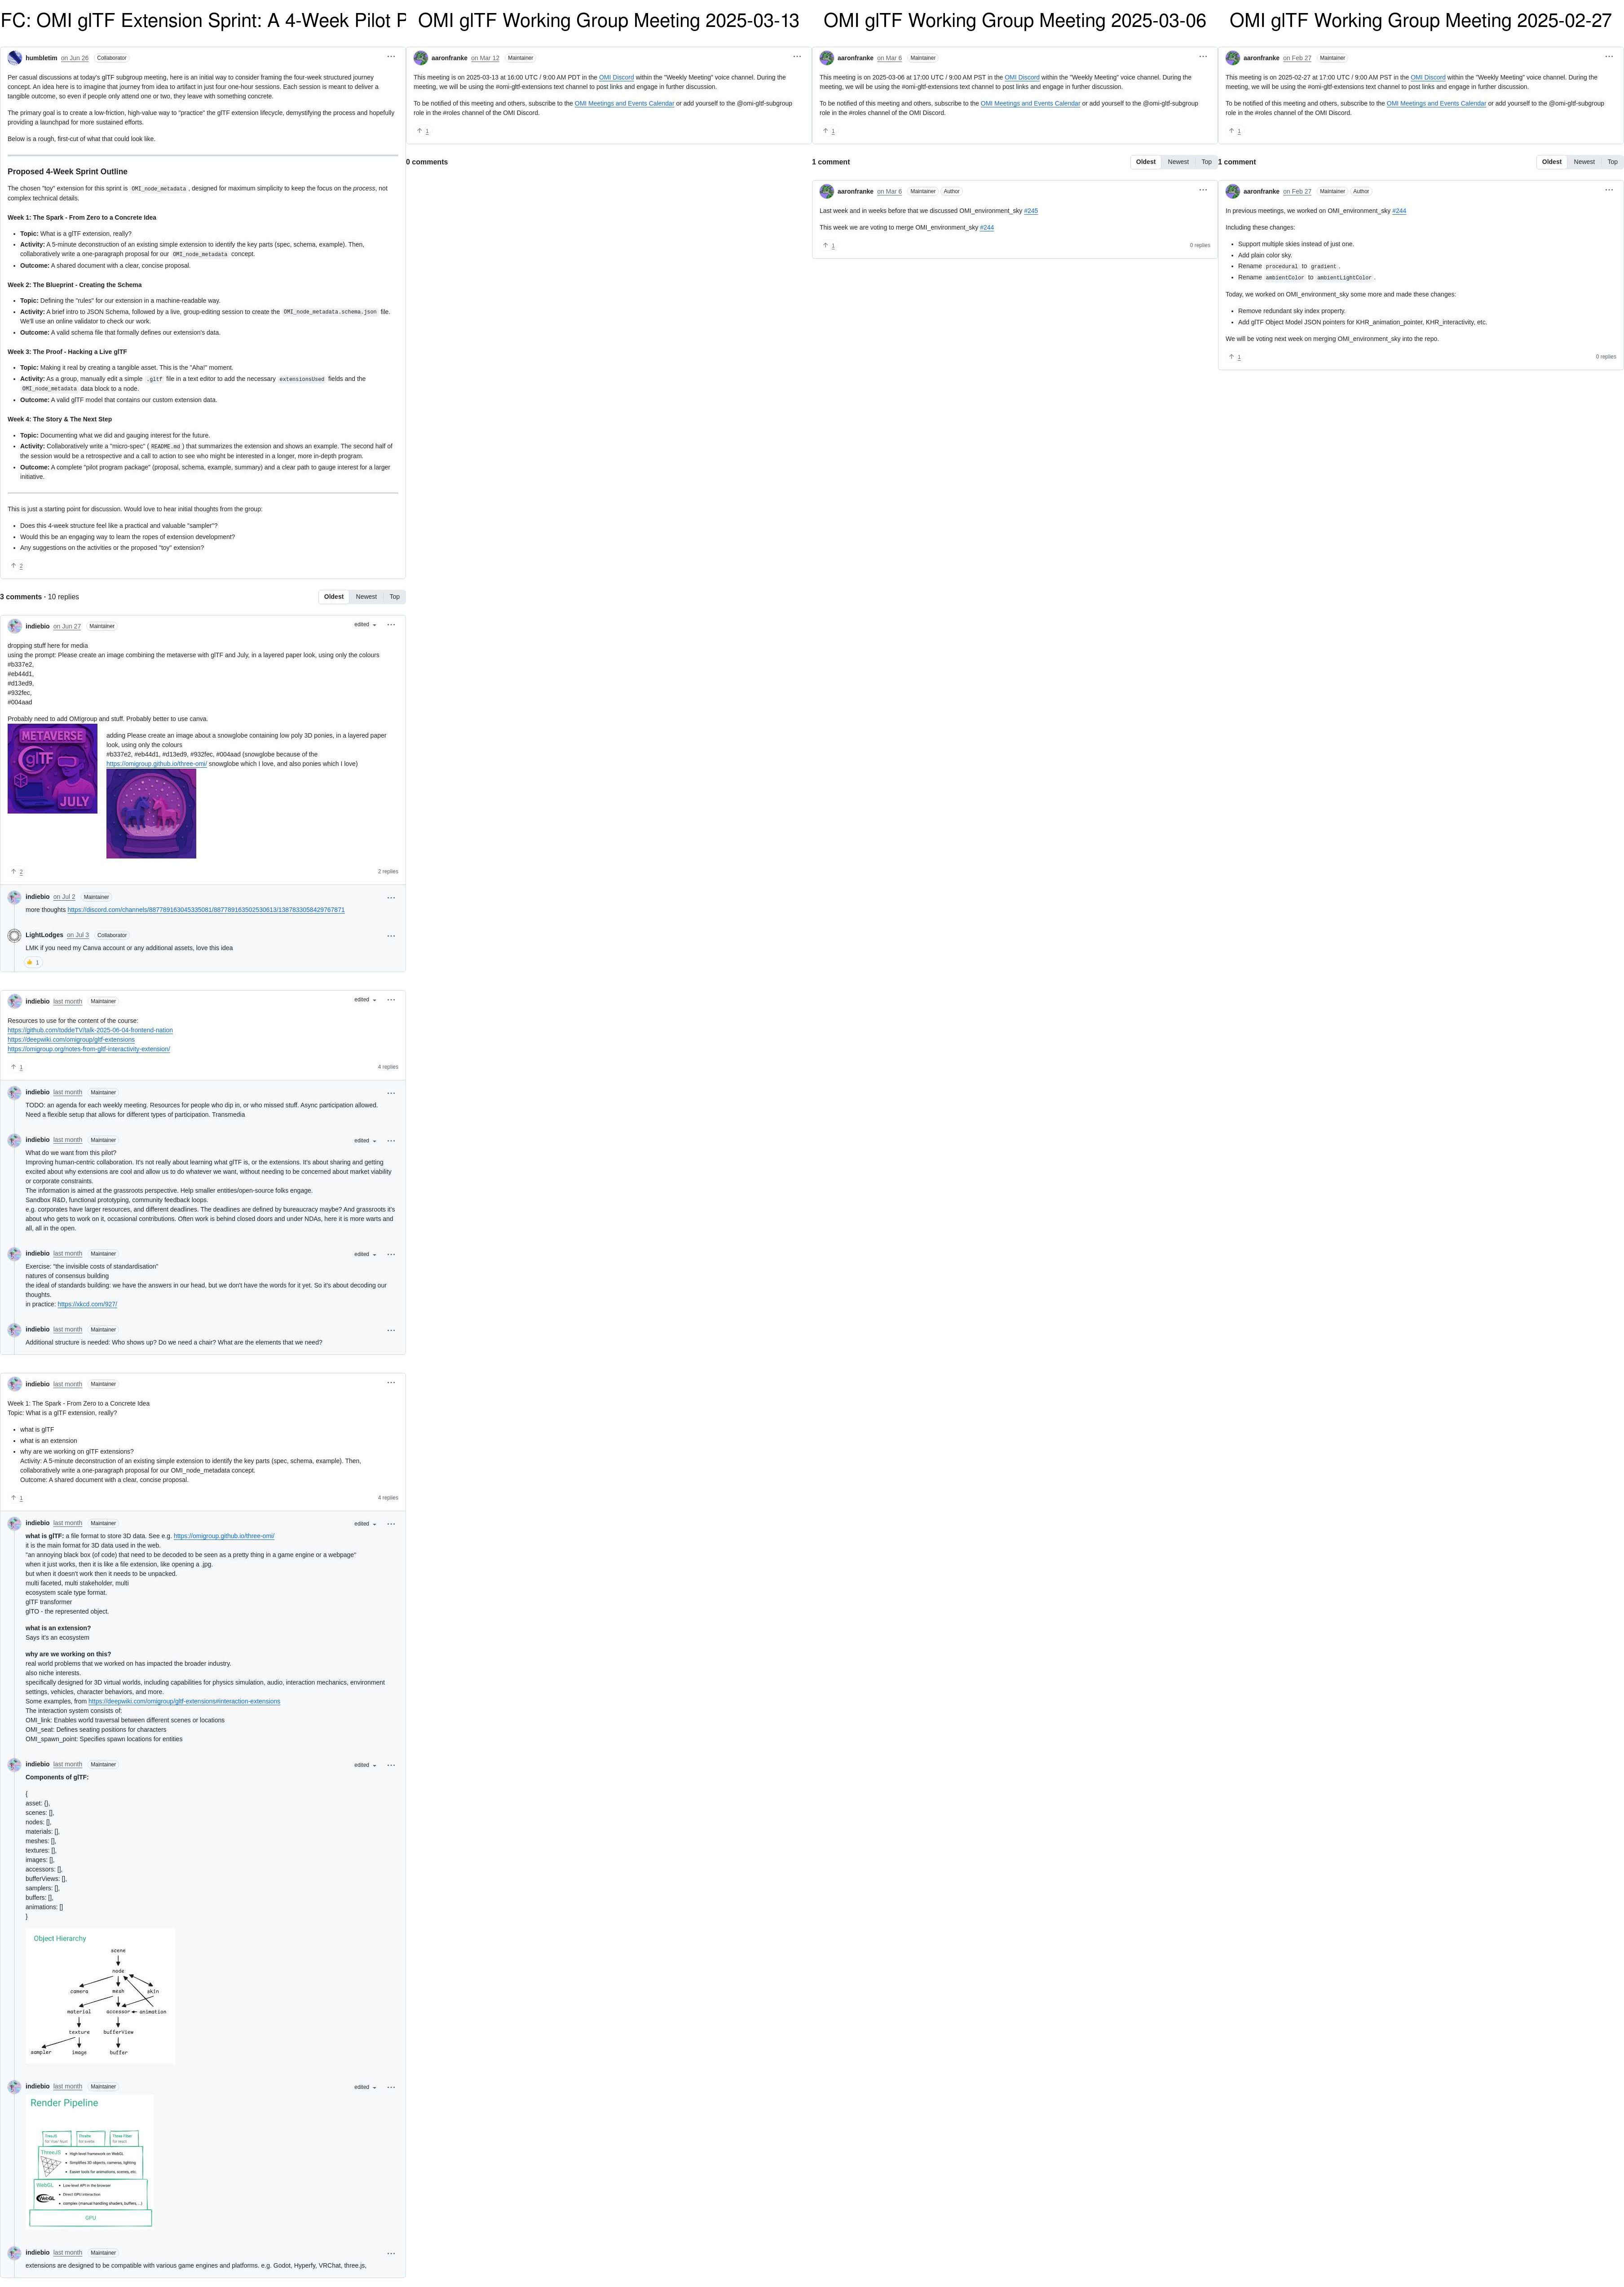 FC: OMI glTF Extension Sprint: A 4-Week Pilot P
humbletim on Jun 26 Collaborator
Per casual discussions at today's glTF subgroup meeting, here is an initial way to consider framing the four-week structured journey
concept. An idea here is to imagine that journey from idea to artifact in just four one-hour sessions. Each session is meant to deliver a
tangible outcome, so even if people only attend one or two, they leave with something concrete.
The primary goal is to create a low-friction, high-value way to "practice" the glTF extension lifecycle, demystifying the process and hopefully
providing a launchpad for more sustained efforts.
Below is a rough, first-cut of what that could look like.
Proposed 4-Week Sprint Outline
The chosen "toy" extension for this sprint is OMI_node_metadata, designed for maximum simplicity to keep the focus on the process, not
complex technical details.
Week 1: The Spark - From Zero to a Concrete Idea
• Topic: What is a glTF extension, really?
• Activity: A 5-minute deconstruction of an existing simple extension to identify the key parts (spec, schema, example). Then,
collaboratively write a one-paragraph proposal for our OMI_node_metadata concept.
• Outcome: A shared document with a clear, concise proposal.
Week 2: The Blueprint - Creating the Schema
• Topic: Defining the "rules" for our extension in a machine-readable way.
• Activity: A brief intro to JSON Schema, followed by a live, group-editing session to create the OMI_node_metadata.schema.json file.
We'll use an online validator to check our work.
• Outcome: A valid schema file that formally defines our extension's data.
Week 3: The Proof - Hacking a Live glTF
• Topic: Making it real by creating a tangible asset. This is the "Aha!" moment.
• Activity: As a group, manually edit a simple .gltf file in a text editor to add the necessary extensionsUsed fields and the
OMI_node_metadata data block to a node.
• Outcome: A valid glTF model that contains our custom extension data.
Week 4: The Story & The Next Step
• Topic: Documenting what we did and gauging interest for the future.
• Activity: Collaboratively write a "micro-spec" ( README.md ) that summarizes the extension and shows an example. The second half of
the session would be a retrospective and a call to action to see who might be interested in a longer, more in-depth program.
• Outcome: A complete "pilot program package" (proposal, schema, example, summary) and a clear path to gauge interest for a larger
initiative.
This is just a starting point for discussion. Would love to hear initial thoughts from the group:
• Does this 4-week structure feel like a practical and valuable "sampler"?
• Would this be an engaging way to learn the ropes of extension development?
• Any suggestions on the activities or the proposed "toy" extension?
↑ 2
3 comments · 10 replies
Oldest Newest Top
indiebio on Jun 27 Maintainer edited
dropping stuff here for media
using the prompt: Please create an image combining the metaverse with glTF and July, in a layered paper look, using only the colours
#b337e2,
#eb44d1,
#d13ed9,
#932fec,
#004aad
Probably need to add OMIgroup and stuff. Probably better to use canva.
METAVERSE
glTF
JULY
adding Please create an image about a snowglobe containing low poly 3D ponies, in a layered paper
look, using only the colours
#b337e2, #eb44d1, #d13ed9, #932fec, #004aad (snowglobe because of the
https://omigroup.github.io/three-omi/ snowglobe which I love, and also ponies which I love)
↑ 2 2 replies
indiebio on Jul 2 Maintainer
more thoughts https://discord.com/channels/887789163045335081/887789163502530613/1387833058429767871
LightLodges on Jul 3 Collaborator
LMK if you need my Canva account or any additional assets, love this idea
👍 1
indiebio last month Maintainer edited
Resources to use for the content of the course:
https://github.com/toddeTV/talk-2025-06-04-frontend-nation
https://deepwiki.com/omigroup/gltf-extensions
https://omigroup.org/notes-from-gltf-interactivity-extension/
↑ 1 4 replies
indiebio last month Maintainer
TODO: an agenda for each weekly meeting. Resources for people who dip in, or who missed stuff. Async participation allowed.
Need a flexible setup that allows for different types of participation. Transmedia
indiebio last month Maintainer edited
What do we want from this pilot?
Improving human-centric collaboration. It's not really about learning what glTF is, or the extensions. It's about sharing and getting
excited about why extensions are cool and allow us to do whatever we want, without needing to be concerned about market viability
or corporate constraints.
The information is aimed at the grassroots perspective. Help smaller entities/open-source folks engage.
Sandbox R&D, functional prototyping, community feedback loops.
e.g. corporates have larger resources, and different deadlines. The deadlines are defined by bureaucracy maybe? And grassroots it's
about who gets to work on it, occasional contributions. Often work is behind closed doors and under NDAs, here it is more warts and
all, all in the open.
indiebio last month Maintainer edited
Exercise: "the invisible costs of standardisation"
natures of consensus building
the ideal of standards building: we have the answers in our head, but we don't have the words for it yet. So it's about decoding our
thoughts.
in practice: https://xkcd.com/927/
indiebio last month Maintainer
Additional structure is needed: Who shows up? Do we need a chair? What are the elements that we need?
indiebio last month Maintainer
Week 1: The Spark - From Zero to a Concrete Idea
Topic: What is a glTF extension, really?
• what is glTF
• what is an extension
• why are we working on glTF extensions?
Activity: A 5-minute deconstruction of an existing simple extension to identify the key parts (spec, schema, example). Then,
collaboratively write a one-paragraph proposal for our OMI_node_metadata concept.
Outcome: A shared document with a clear, concise proposal.
↑ 1 4 replies
indiebio last month Maintainer edited
what is glTF: a file format to store 3D data. See e.g. https://omigroup.github.io/three-omi/
it is the main format for 3D data used in the web.
"an annoying black box (of code) that need to be decoded to be seen as a pretty thing in a game engine or a webpage"
when it just works, then it is like a file extension, like opening a .jpg.
but when it doesn't work then it needs to be unpacked.
multi faceted, multi stakeholder, multi
ecosystem scale type format.
glTF transformer
glTO - the represented object.
what is an extension?
Says it's an ecosystem
why are we working on this?
real world problems that we worked on has impacted the broader industry.
also niche interests.
specifically designed for 3D virtual worlds, including capabilities for physics simulation, audio, interaction mechanics, environment
settings, vehicles, character behaviors, and more.
Some examples, from https://deepwiki.com/omigroup/gltf-extensions#interaction-extensions
The interaction system consists of:
OMI_link: Enables world traversal between different scenes or locations
OMI_seat: Defines seating positions for characters
OMI_spawn_point: Specifies spawn locations for entities
indiebio last month Maintainer edited
Components of glTF:
{
asset: {},
scenes: [],
nodes: [],
materials: [],
meshes: [],
textures: [],
images: [],
accessors: [],
bufferViews: [],
samplers: [],
buffers: [],
animations: []
}
Object Hierarchy
scene
node
camera mesh skin
material accessor animation
texture bufferView
sampler image buffer
indiebio last month Maintainer edited
Render Pipeline
TresJS Threlte Three Fiber
for Vue/ Nuxt for svelte for react
ThreeJS
• High-level framework on WebGL
• Simplifies 3D objects, cameras, lighting
• Easier tools for animations, scenes, etc.
WebGL
• Low-level API in the browser
• Direct GPU interaction
• complex (manual handling shaders, buffers, ...)
WebGL
GPU
indiebio last month Maintainer
extensions are designed to be compatible with various game engines and platforms. e.g. Godot, Hyperfy, VRChat, three.js,
OMI glTF Working Group Meeting 2025-03-13
aaronfranke on Mar 12 Maintainer
This meeting is on 2025-03-13 at 16:00 UTC / 9:00 AM PDT in the OMI Discord within the "Weekly Meeting" voice channel. During the
meeting, we will be using the #omi-gltf-extensions text channel to post links and engage in further discussion.
To be notified of this meeting and others, subscribe to the OMI Meetings and Events Calendar or add yourself to the @omi-gltf-subgroup
role in the #roles channel of the OMI Discord.
↑ 1
0 comments
OMI glTF Working Group Meeting 2025-03-06
aaronfranke on Mar 6 Maintainer
This meeting is on 2025-03-06 at 17:00 UTC / 9:00 AM PST in the OMI Discord within the "Weekly Meeting" voice channel. During the
meeting, we will be using the #omi-gltf-extensions text channel to post links and engage in further discussion.
To be notified of this meeting and others, subscribe to the OMI Meetings and Events Calendar or add yourself to the @omi-gltf-subgroup
role in the #roles channel of the OMI Discord.
↑ 1
1 comment
Oldest Newest Top
aaronfranke on Mar 6 Maintainer Author
Last week and in weeks before that we discussed OMI_environment_sky #245
This week we are voting to merge OMI_environment_sky #244
↑ 1 0 replies
OMI glTF Working Group Meeting 2025-02-27
aaronfranke on Feb 27 Maintainer
This meeting is on 2025-02-27 at 17:00 UTC / 9:00 AM PST in the OMI Discord within the "Weekly Meeting" voice channel. During the
meeting, we will be using the #omi-gltf-extensions text channel to post links and engage in further discussion.
To be notified of this meeting and others, subscribe to the OMI Meetings and Events Calendar or add yourself to the @omi-gltf-subgroup
role in the #roles channel of the OMI Discord.
↑ 1
1 comment
Oldest Newest Top
aaronfranke on Feb 27 Maintainer Author
In previous meetings, we worked on OMI_environment_sky #244
Including these changes:
• Support multiple skies instead of just one.
• Add plain color sky.
• Rename procedural to gradient.
• Rename ambientColor to ambientLightColor.
Today, we worked on OMI_environment_sky some more and made these changes:
• Remove redundant sky index property.
• Add glTF Object Model JSON pointers for KHR_animation_pointer, KHR_interactivity, etc.
We will be voting next week on merging OMI_environment_sky into the repo.
↑ 1 0 replies